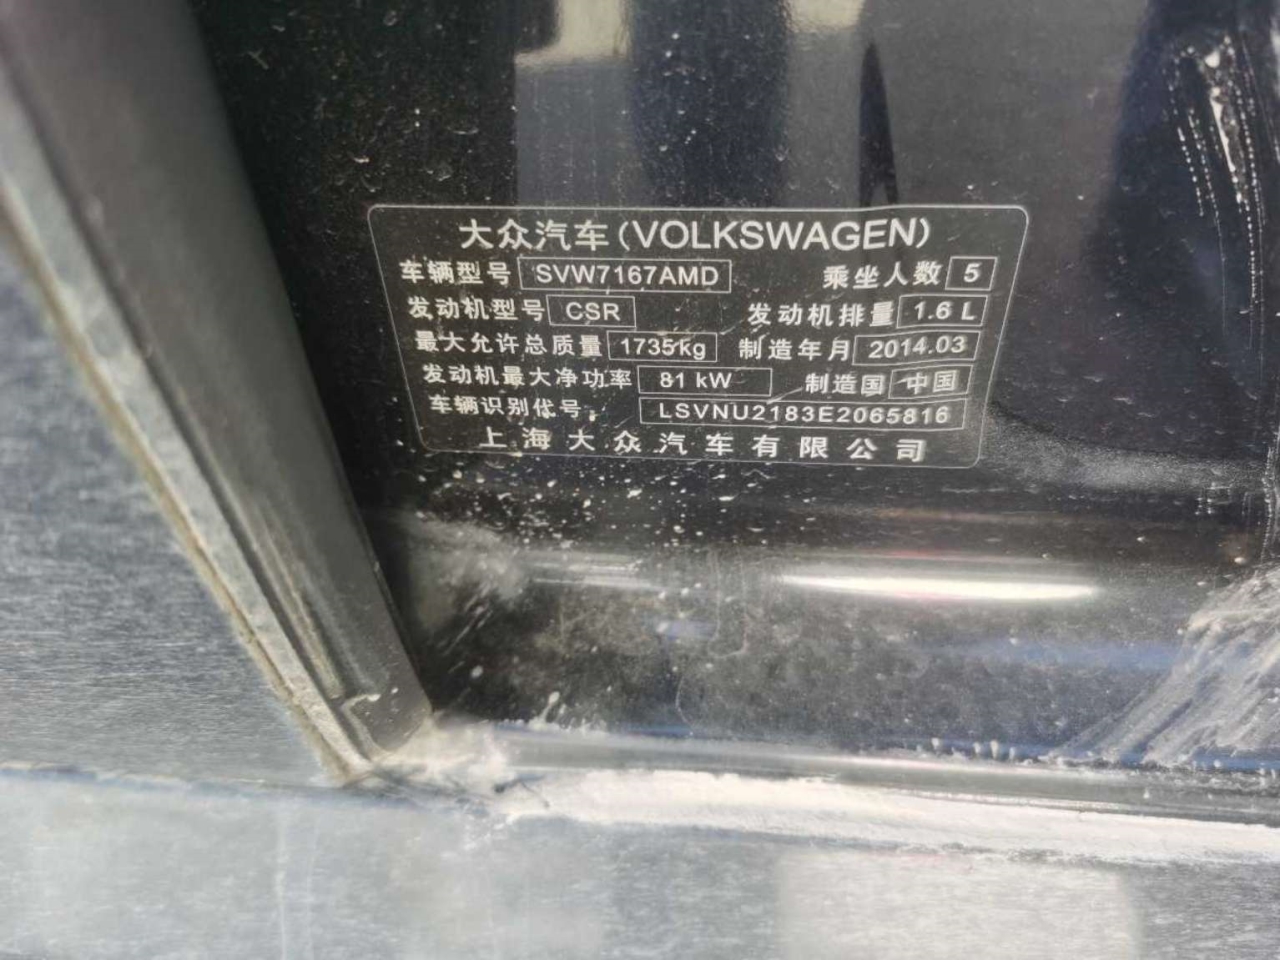 大众汽车(VOLKSWAGEN)
车辆型号 SVW7167AMD 乘坐人数 5
发动机型号 CSR 发动机排量 1.6 L
最大允许总质量 1735kg 制造年月 2014.03
发动机最大净功率 81 kW 制造国 中国
车辆识别代号 LSVNU2183E2065816
上海大众汽车有限公司